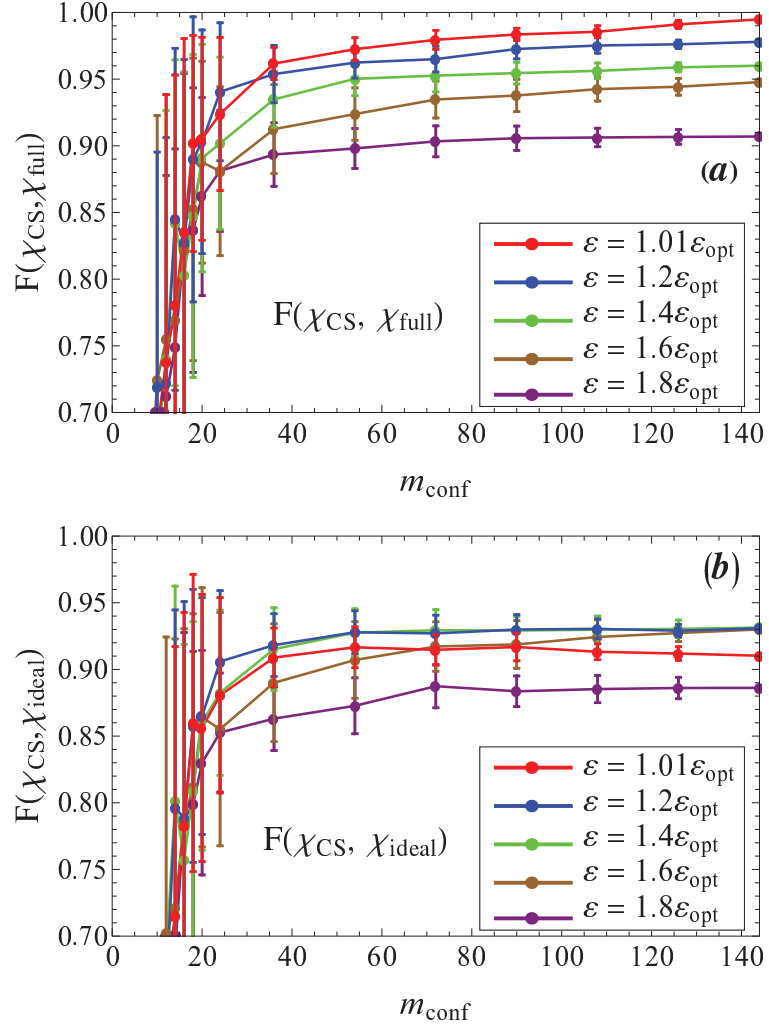 1.00
0.95
0.90
0.85
0.80
0.75
0.70
F(χCS,χfull)
(a)
ε = 1.01εopt
ε = 1.2εopt
ε = 1.4εopt
ε = 1.6εopt
ε = 1.8εopt
F(χCS, χfull)
0 20 40 60 80 100 120 140
mconf
1.00
0.95
0.90
0.85
0.80
0.75
0.70
F(χCS,χideal)
(b)
ε = 1.01εopt
ε = 1.2εopt
ε = 1.4εopt
ε = 1.6εopt
ε = 1.8εopt
F(χCS, χideal)
0 20 40 60 80 100 120 140
mconf